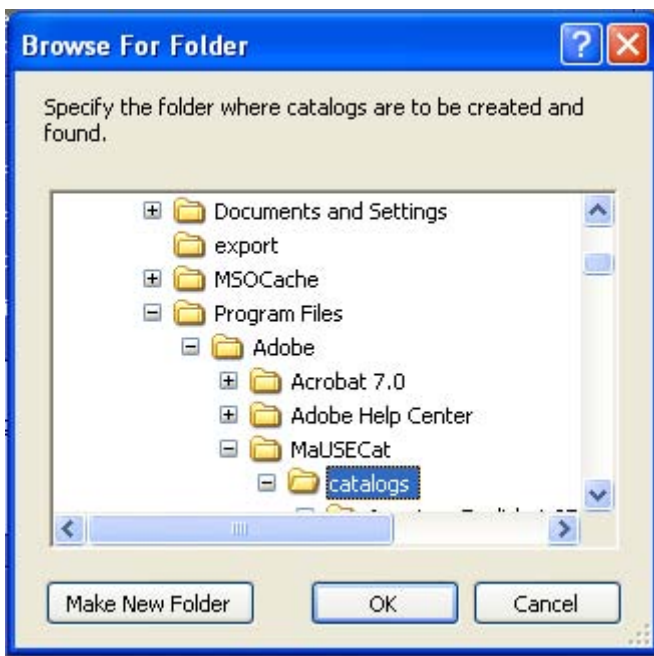 Browse For Folder
Specify the folder where catalogs are to be created and
found.
Documents and Settings
export
MSOCache
Program Files
Adobe
Acrobat 7.0
Adobe Help Center
MaUSECat
catalogs
Make New Folder
OK
Cancel